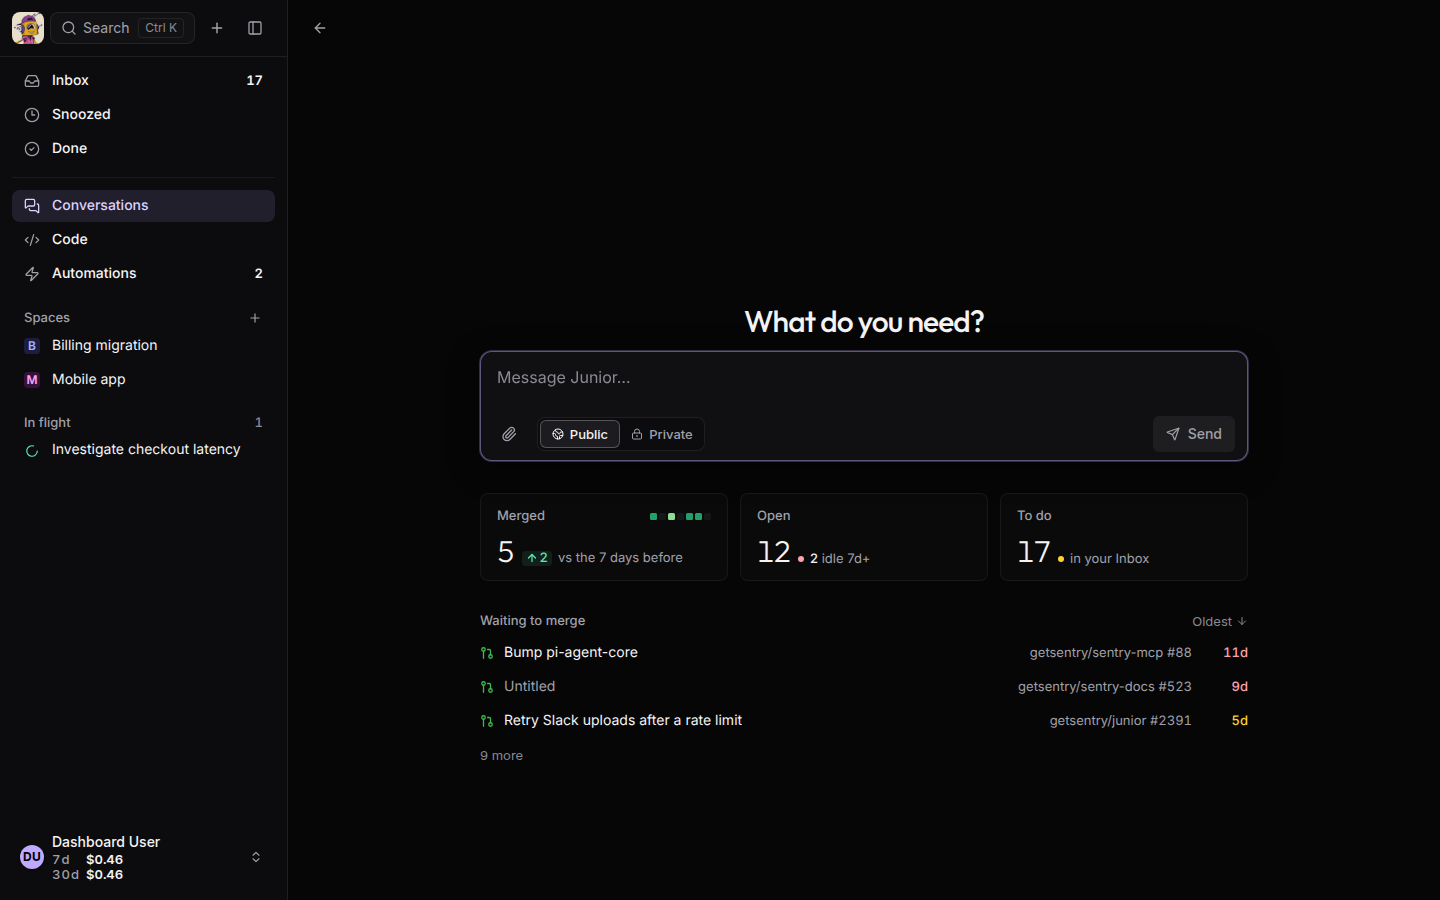 Search Ctrl K
Inbox 17
Snoozed
Done
Conversations
Code
Automations 2
Spaces
B Billing migration
M Mobile app
In flight 1
Investigate checkout latency
DU Dashboard User
7d $0.46
30d $0.46
What do you need?
Message Junior...
Public Private Send
Merged
5 2 vs the 7 days before
Open
12 2 idle 7d+
To do
17 in your Inbox
Waiting to merge Oldest
Bump pi-agent-core getsentry/sentry-mcp #88 11d
Untitled getsentry/sentry-docs #523 9d
Retry Slack uploads after a rate limit getsentry/junior #2391 5d
9 more